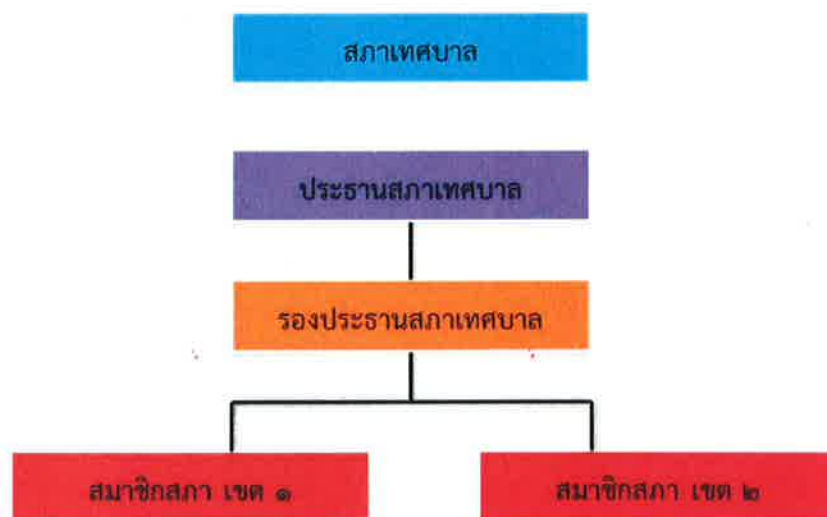 สภาเทศบาล
ประธานสภาเทศบาล
รองประธานสภาเทศบาล
สมาชิกสภา เขต ๑
สมาชิกสภา เขต ๒